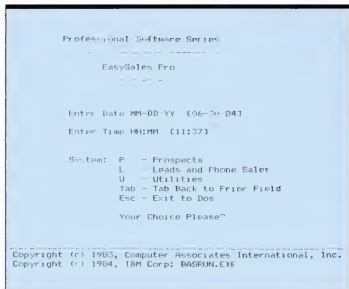 Professional Software Series
EasySales Pro
Enter Date MM-DD-YY [06-30-84]
Enter Time HH:MM [11:37]
System: P - Prospects
L - Leads and Phone Sales
U - Utilities
Tab - Tab Back to Prior Field
Esc - Exit to Dos
Your Choice Please?
Copyright (c) 1983, Computer Associates International, Inc.
Copyright (c) 1984, IBM Corp: BASRUN.EXE